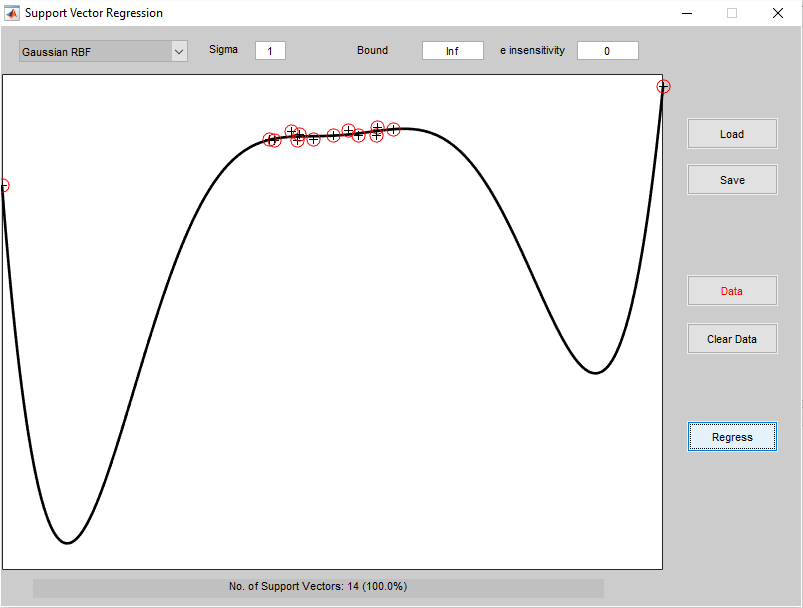 Support Vector Regression
Gaussian RBF
Sigma
1
Bound
Inf
e insensitivity
0
Load
Save
Data
Clear Data
Regress
No. of Support Vectors: 14 (100.0%)